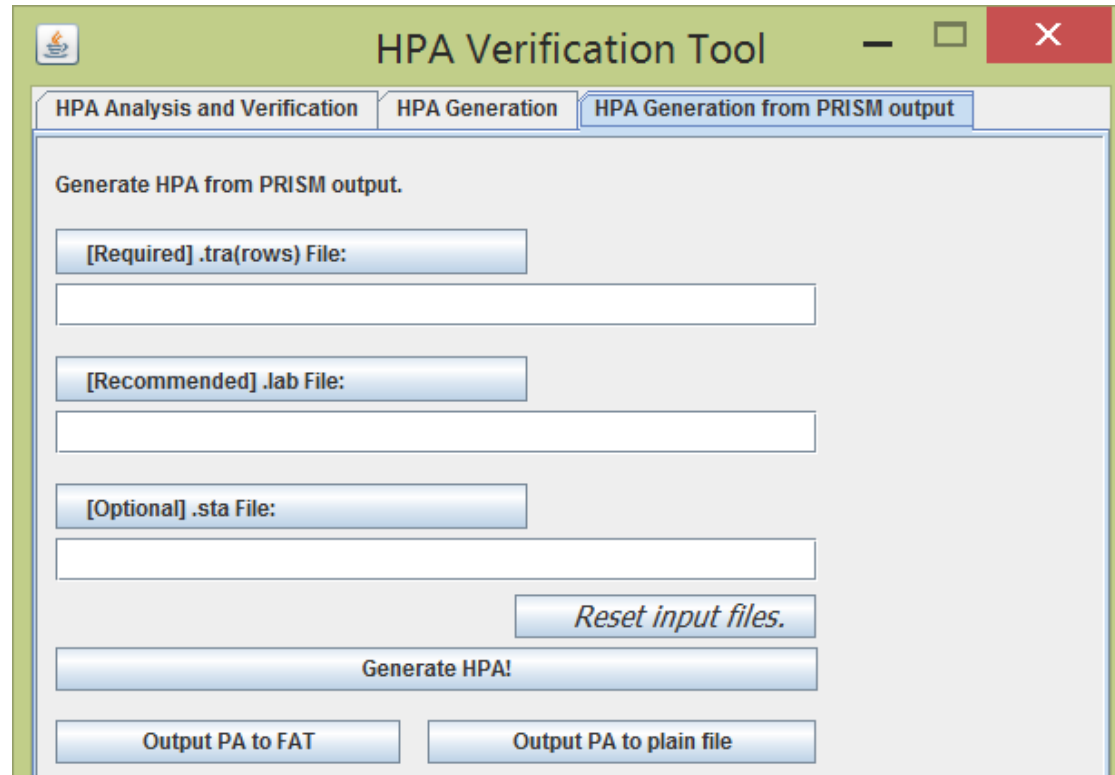 HPA Verification Tool
HPA Analysis and Verification HPA Generation HPA Generation from PRISM output
Generate HPA from PRISM output.
[Required] .tra(rows) File:
[Recommended] .lab File:
[Optional] .sta File:
Reset input files.
Generate HPA!
Output PA to FAT Output PA to plain file